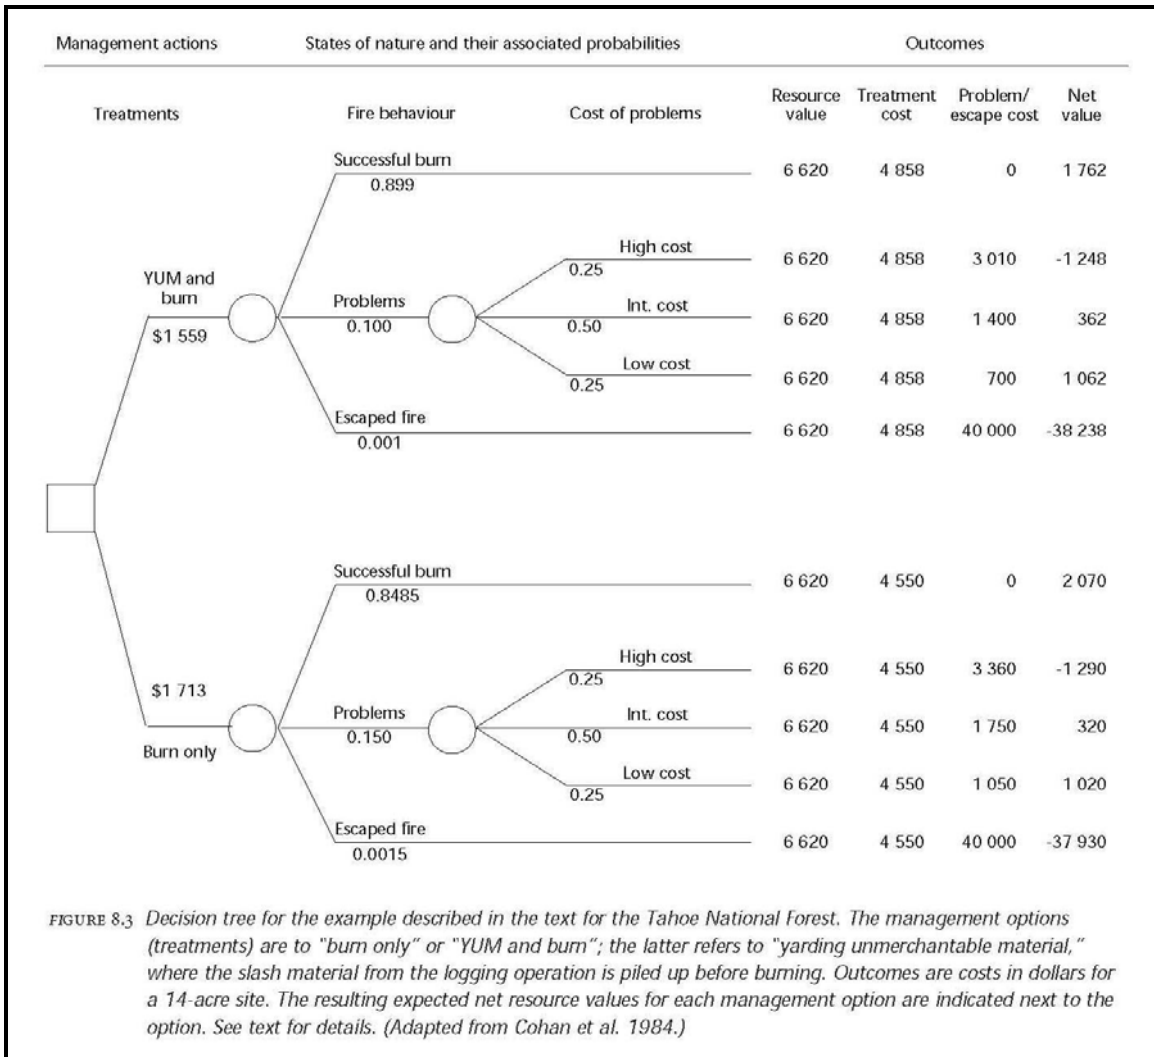 Management actions States of nature and their associated probabilities Outcomes
Treatments Fire behaviour Cost of problems Resource value Treatment cost Problem/ escape cost Net value
Successful burn
0.899
6 620 4 858 0 1 762
High cost
0.25
6 620 4 858 3 010 -1 248
YUM and
burn
$1 559
Problems
0.100
Int. cost
0.50
6 620 4 858 1 400 362
Low cost
0.25
6 620 4 858 700 1 062
Escaped fire
0.001
6 620 4 858 40 000 -38 238
Successful burn
0.8485
6 620 4 550 0 2 070
High cost
0.25
6 620 4 550 3 360 -1 290
$1 713
Burn only
Problems
0.150
Int. cost
0.50
6 620 4 550 1 750 320
Low cost
0.25
6 620 4 550 1 050 1 020
Escaped fire
0.0015
6 620 4 550 40 000 -37 930
FIGURE 8.3 Decision tree for the example described in the text for the Tahoe National Forest. The management options
(treatments) are to "burn only" or "YUM and burn"; the latter refers to "yarding unmerchantable material,"
where the slash material from the logging operation is piled up before burning. Outcomes are costs in dollars for
a 14-acre site. The resulting expected net resource values for each management option are indicated next to the
option. See text for details. (Adapted from Cohan et al. 1984.)